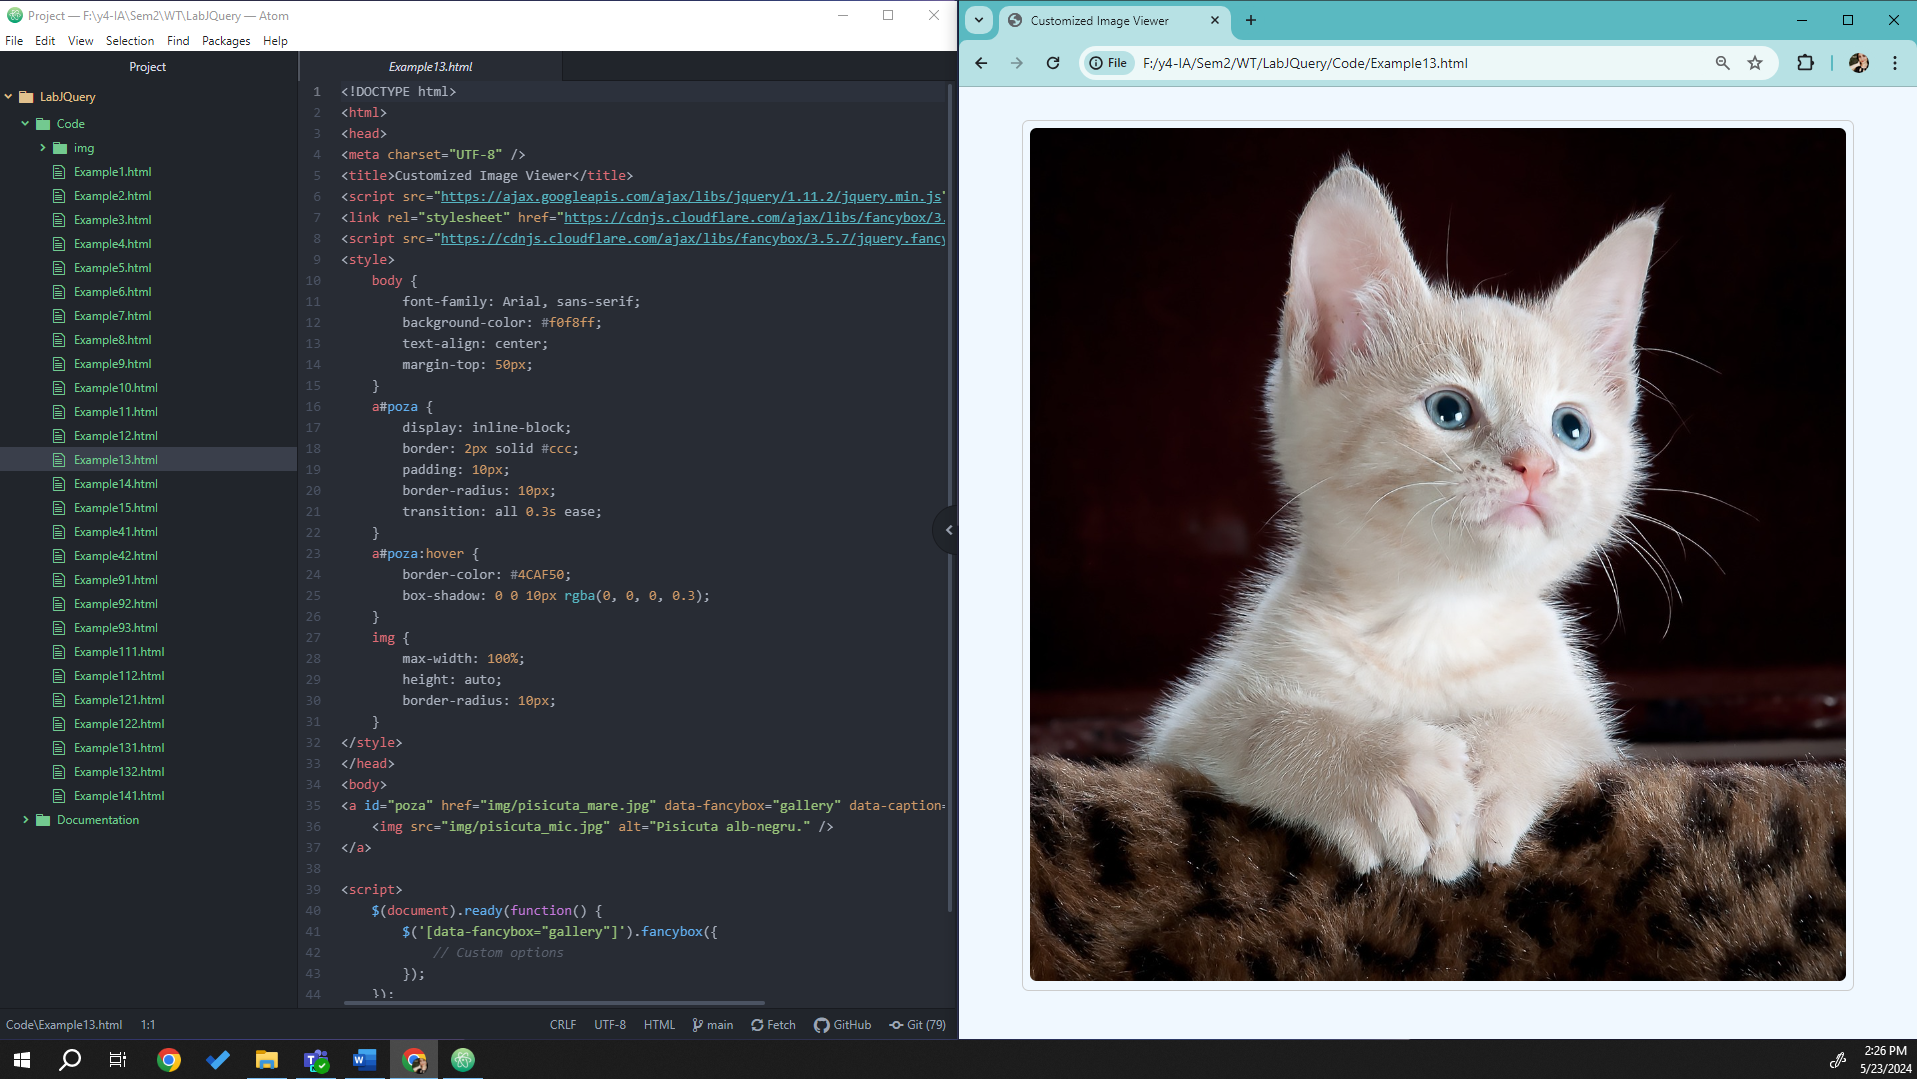 Project — F:\y4-IA\Sem2\WT\LabJQuery — Atom
File Edit View Selection Find Packages Help
Project
LabJQuery
Code
img
Example1.html
Example2.html
Example3.html
Example4.html
Example5.html
Example6.html
Example7.html
Example8.html
Example9.html
Example10.html
Example11.html
Example12.html
Example13.html
Example14.html
Example15.html
Example41.html
Example42.html
Example91.html
Example92.html
Example93.html
Example111.html
Example112.html
Example121.html
Example122.html
Example131.html
Example132.html
Example141.html
Documentation
Example13.html
1 <!DOCTYPE html>
2 <html>
3 <head>
4 <meta charset="UTF-8" />
5 <title>Customized Image Viewer</title>
6 <script src="https://ajax.googleapis.com/ajax/libs/jquery/1.11.2/jquery.min.js"
7 <link rel="stylesheet" href="https://cdnjs.cloudflare.com/ajax/libs/fancybox/3.
8 <script src="https://cdnjs.cloudflare.com/ajax/libs/fancybox/3.5.7/jquery.fancy
9 <style>
10 body {
11 font-family: Arial, sans-serif;
12 background-color: #f0f8ff;
13 text-align: center;
14 margin-top: 50px;
15 }
16 a#poza {
17 display: inline-block;
18 border: 2px solid #ccc;
19 padding: 10px;
20 border-radius: 10px;
21 transition: all 0.3s ease;
22 }
23 a#poza:hover {
24 border-color: #4CAF50;
25 box-shadow: 0 0 10px rgba(0, 0, 0, 0.3);
26 }
27 img {
28 max-width: 100%;
29 height: auto;
30 border-radius: 10px;
31 }
32 </style>
33 </head>
34 <body>
35 <a id="poza" href="img/pisicuta_mare.jpg" data-fancybox="gallery" data-caption=
36 <img src="img/pisicuta_mic.jpg" alt="Pisicuta alb-negru." />
37 </a>
38
39 <script>
40 $(document).ready(function() {
41 $('[data-fancybox="gallery"]').fancybox({
42 // Custom options
43 });
44 });
Code\Example13.html 1:1 CRLF UTF-8 HTML main Fetch GitHub Git (79)
Customized Image Viewer
File F:/y4-IA/Sem2/WT/LabJQuery/Code/Example13.html
2:26 PM
5/23/2024